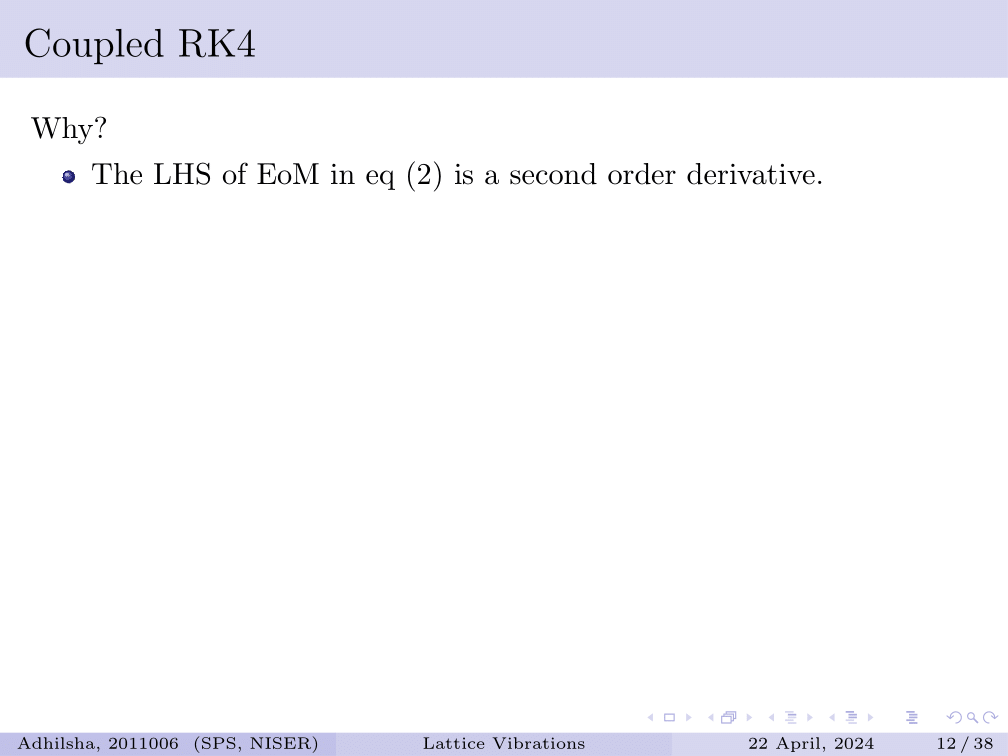 Coupled RK4
Why?
The LHS of EoM in eq (2) is a second order derivative.
Adhilsha, 2011006 (SPS, NISER) Lattice Vibrations 22 April, 2024 12 / 38